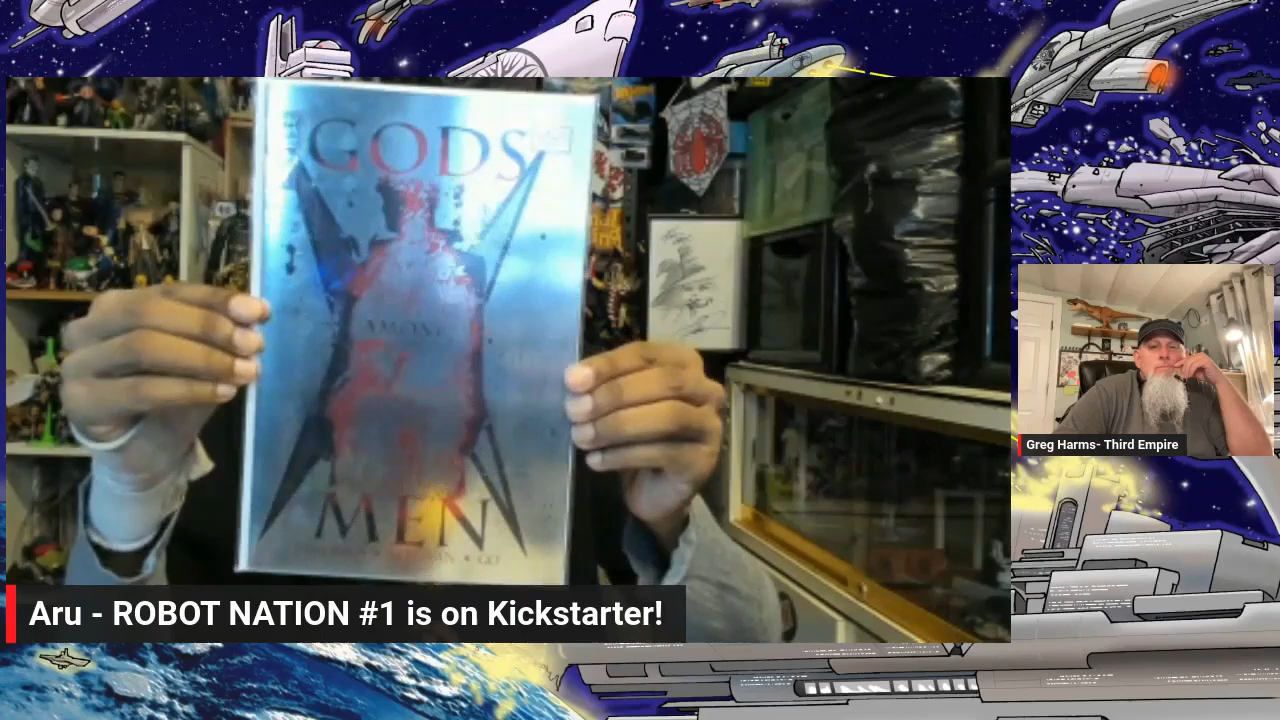 GODS
AMONG
MEN
Greg Harms- Third Empire
Aru - ROBOT NATION #1 is on Kickstarter!